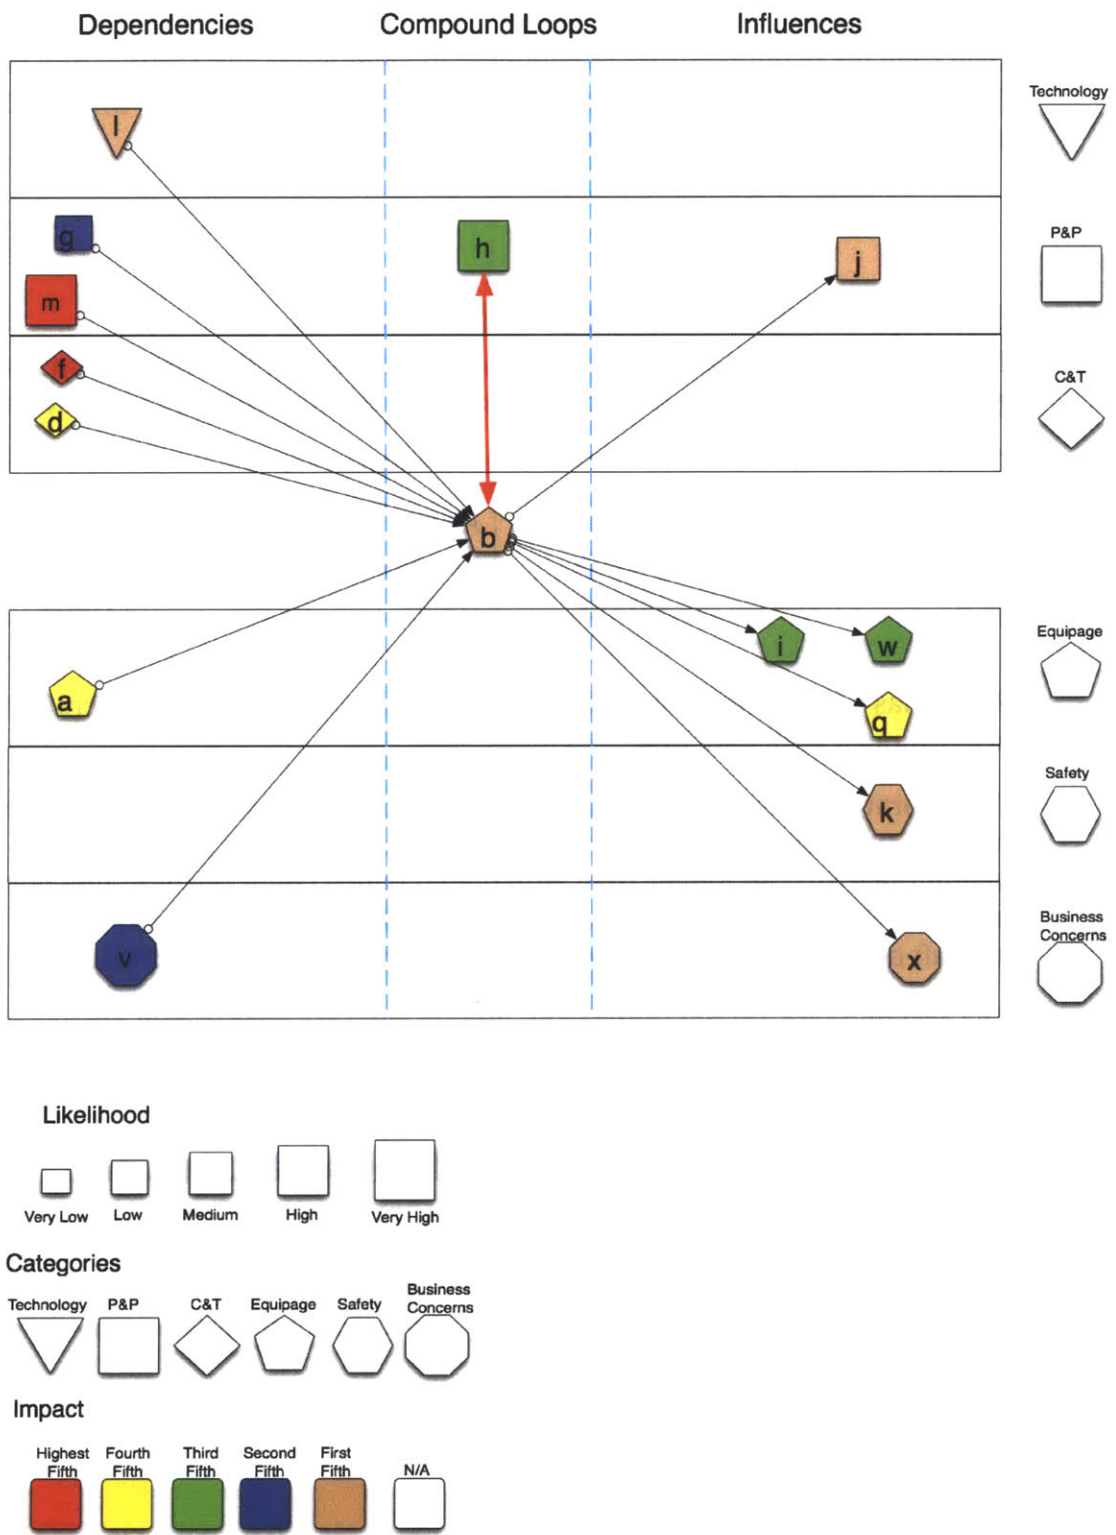 Dependencies Compound Loops Influences
Technology
l
g
h
j
P&P
m
f
C&T
d
b
i
w
Equipage
a
q
k
Safety
v
x
Business
Concerns
Likelihood
Very Low Low Medium High Very High
Categories
Technology P&P C&T Equipage Safety Business
Concerns
Impact
Highest Fourth Third Second First
Fifth Fifth Fifth Fifth Fifth N/A